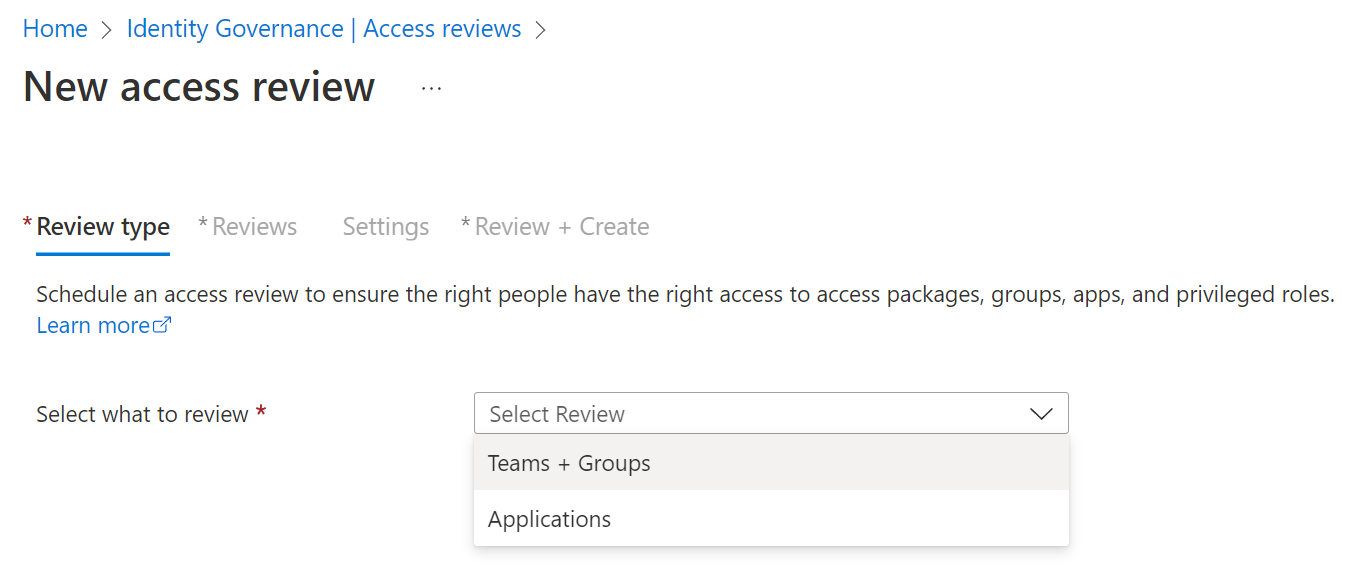 Home > Identity Governance | Access reviews >
New access review ...
* Review type * Reviews Settings * Review + Create
Schedule an access review to ensure the right people have the right access to access packages, groups, apps, and privileged roles.
Learn more
Select what to review * Select Review
Teams + Groups
Applications